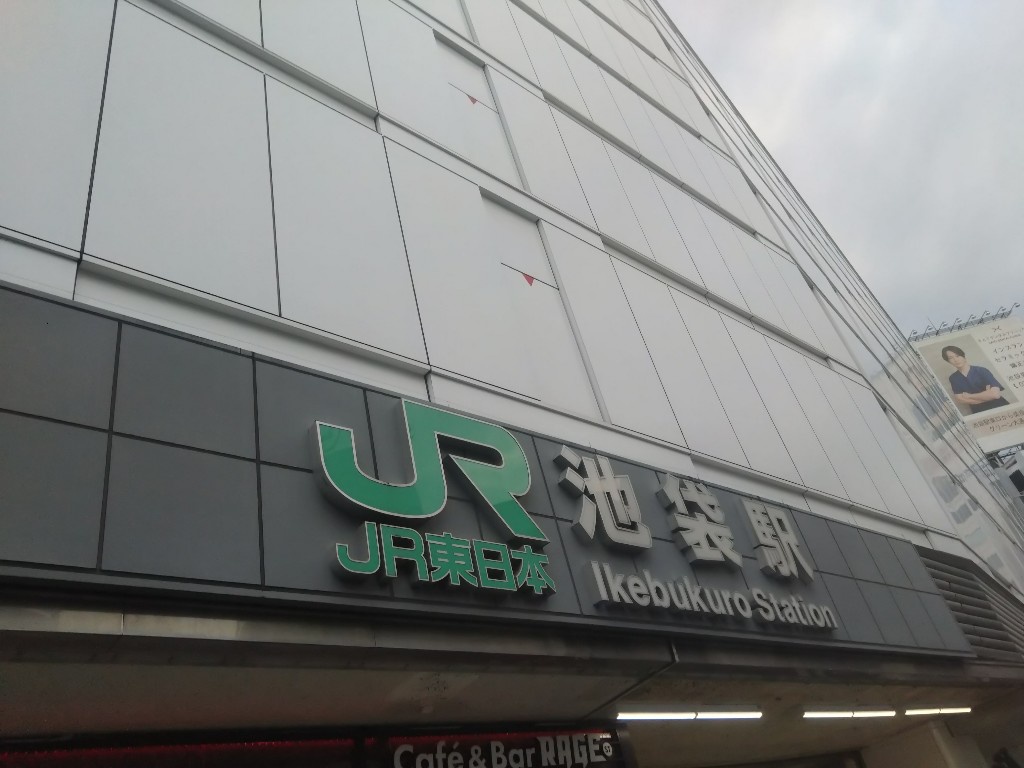 JR
JR東日本
池袋駅
Ikebukuro Station
Café & Bar RAGE